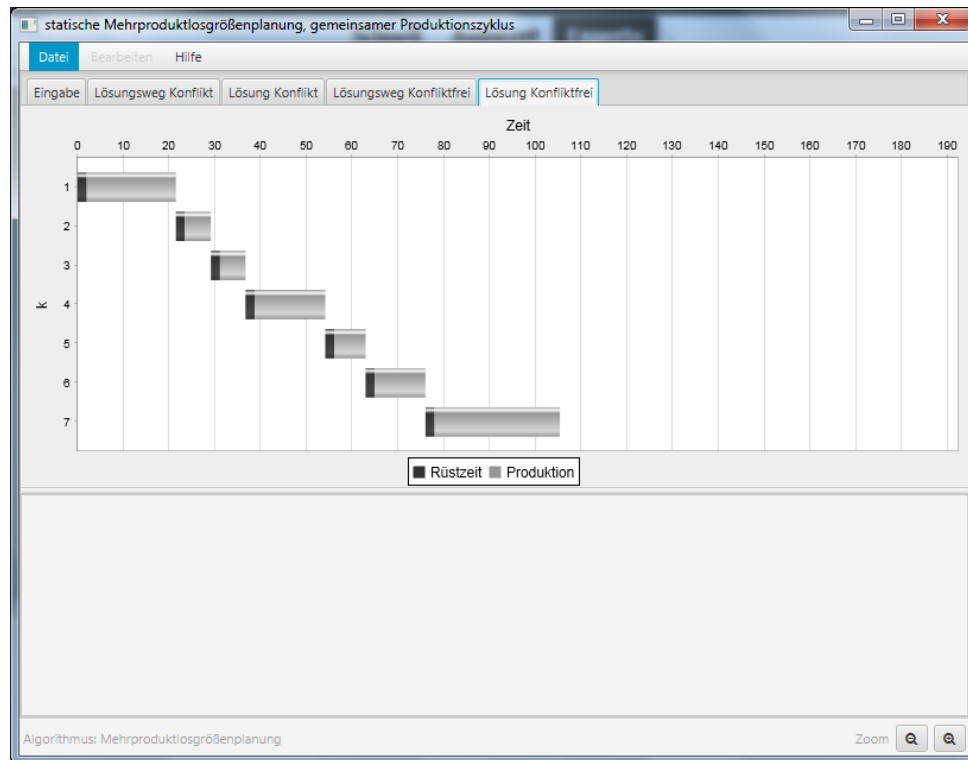 statische Mehrproduktlosgrößenplanung, gemeinsamer Produktionszyklus
Datei Bearbeiten Hilfe
Eingabe Lösungsweg Konflikt Lösung Konflikt Lösungsweg Konfliktfrei Lösung Konfliktfrei
Zeit
0 10 20 30 40 50 60 70 80 90 100 110 120 130 140 150 160 170 180 190
1
2
3
k 4
5
6
7
Rüstzeit Produktion
Algorithmus: Mehrproduktlosgrößenplanung Zoom